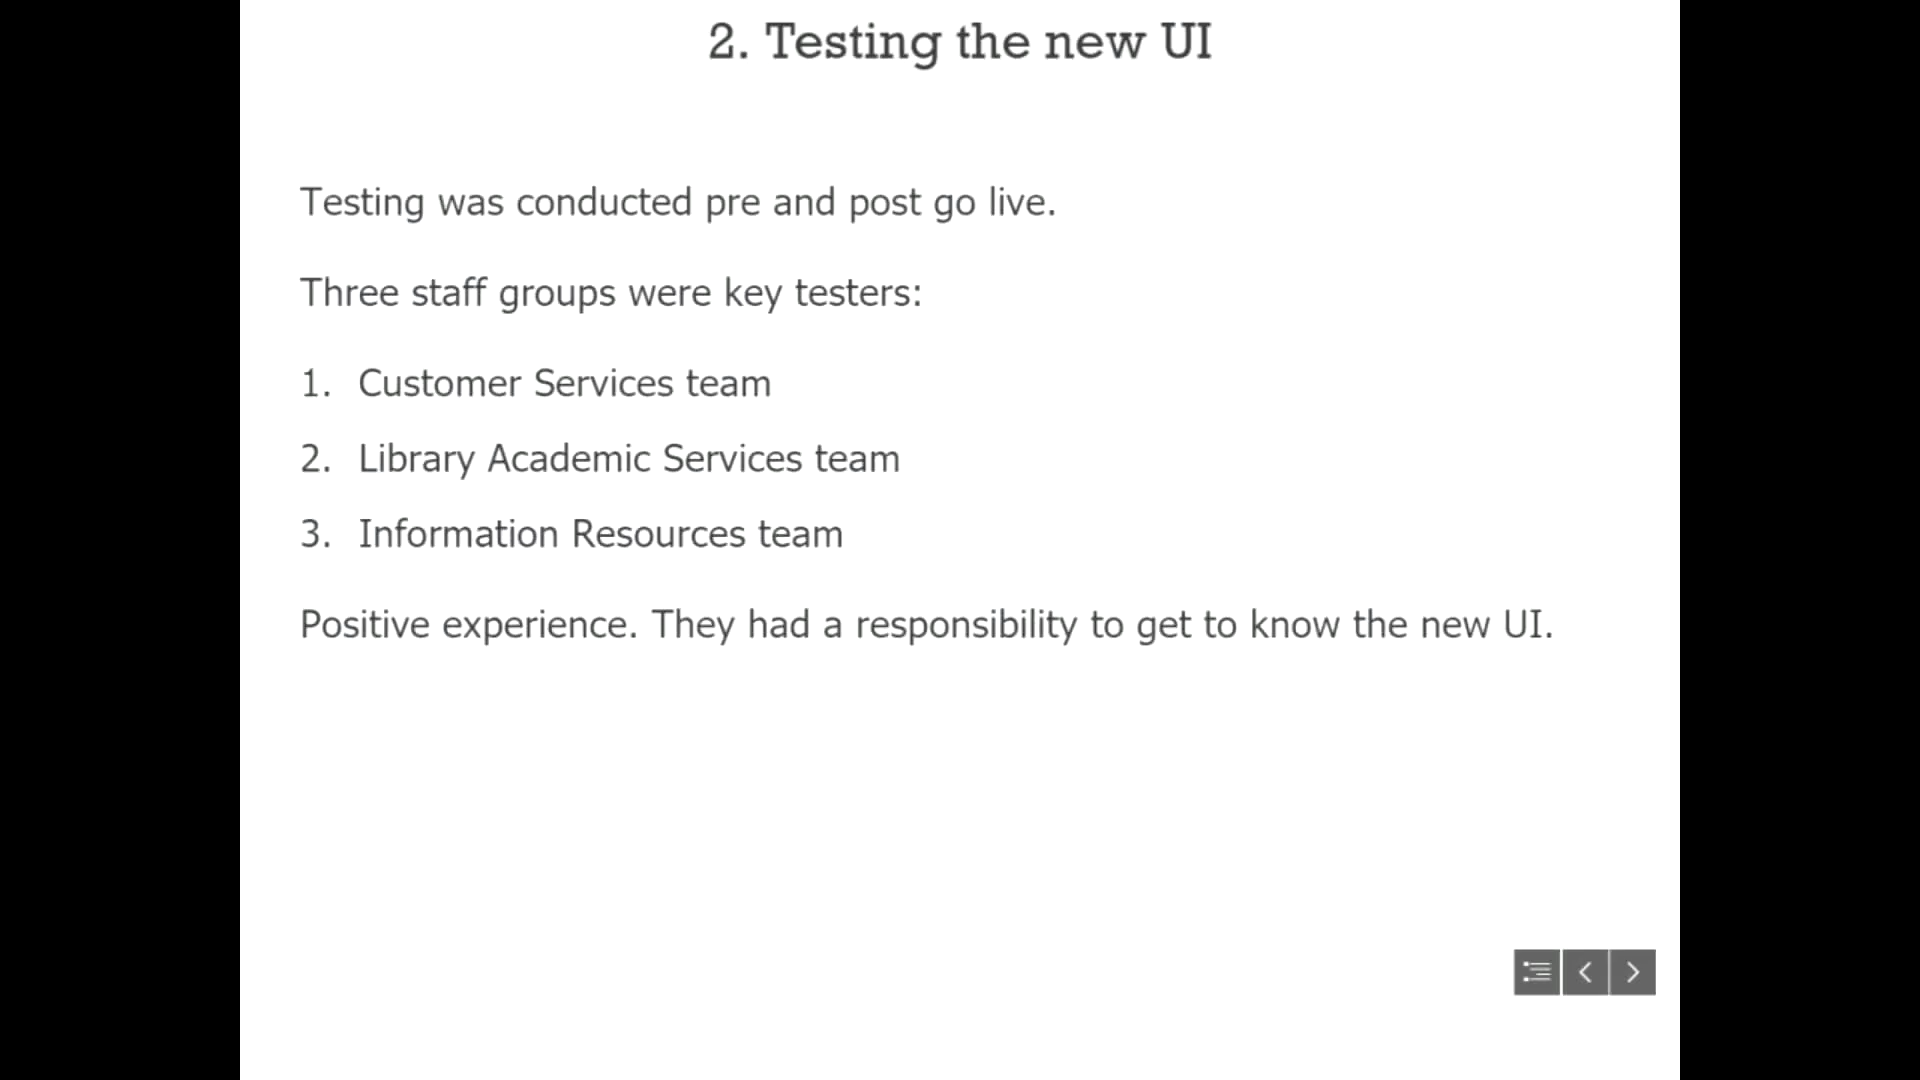 2. Testing the new UI
Testing was conducted pre and post go live.
Three staff groups were key testers:
1. Customer Services team
2. Library Academic Services team
3. Information Resources team
Positive experience. They had a responsibility to get to know the new UI.